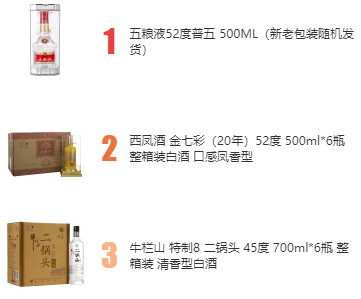 1
五粮液52度普五 500ML（新老包装随机发
货）
2
西凤酒 金七彩（20年）52度 500ml*6瓶
整箱装白酒 口感凤香型
3
牛栏山 特制8 二锅头 45度 700ml*6瓶 整
箱装 清香型白酒
二锅头